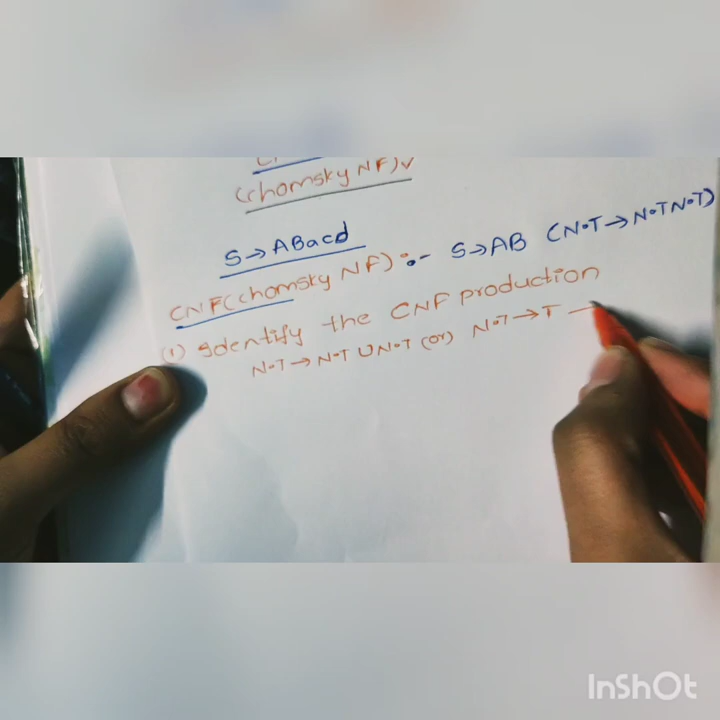 (chomsky NF)
S→ABacd
CNF(chomsky NF) :- S→AB (N·T→N·TN·T)
(1) Identify the CNF production
N·T→N·T UN·T (or) N·T→T —
InShOt